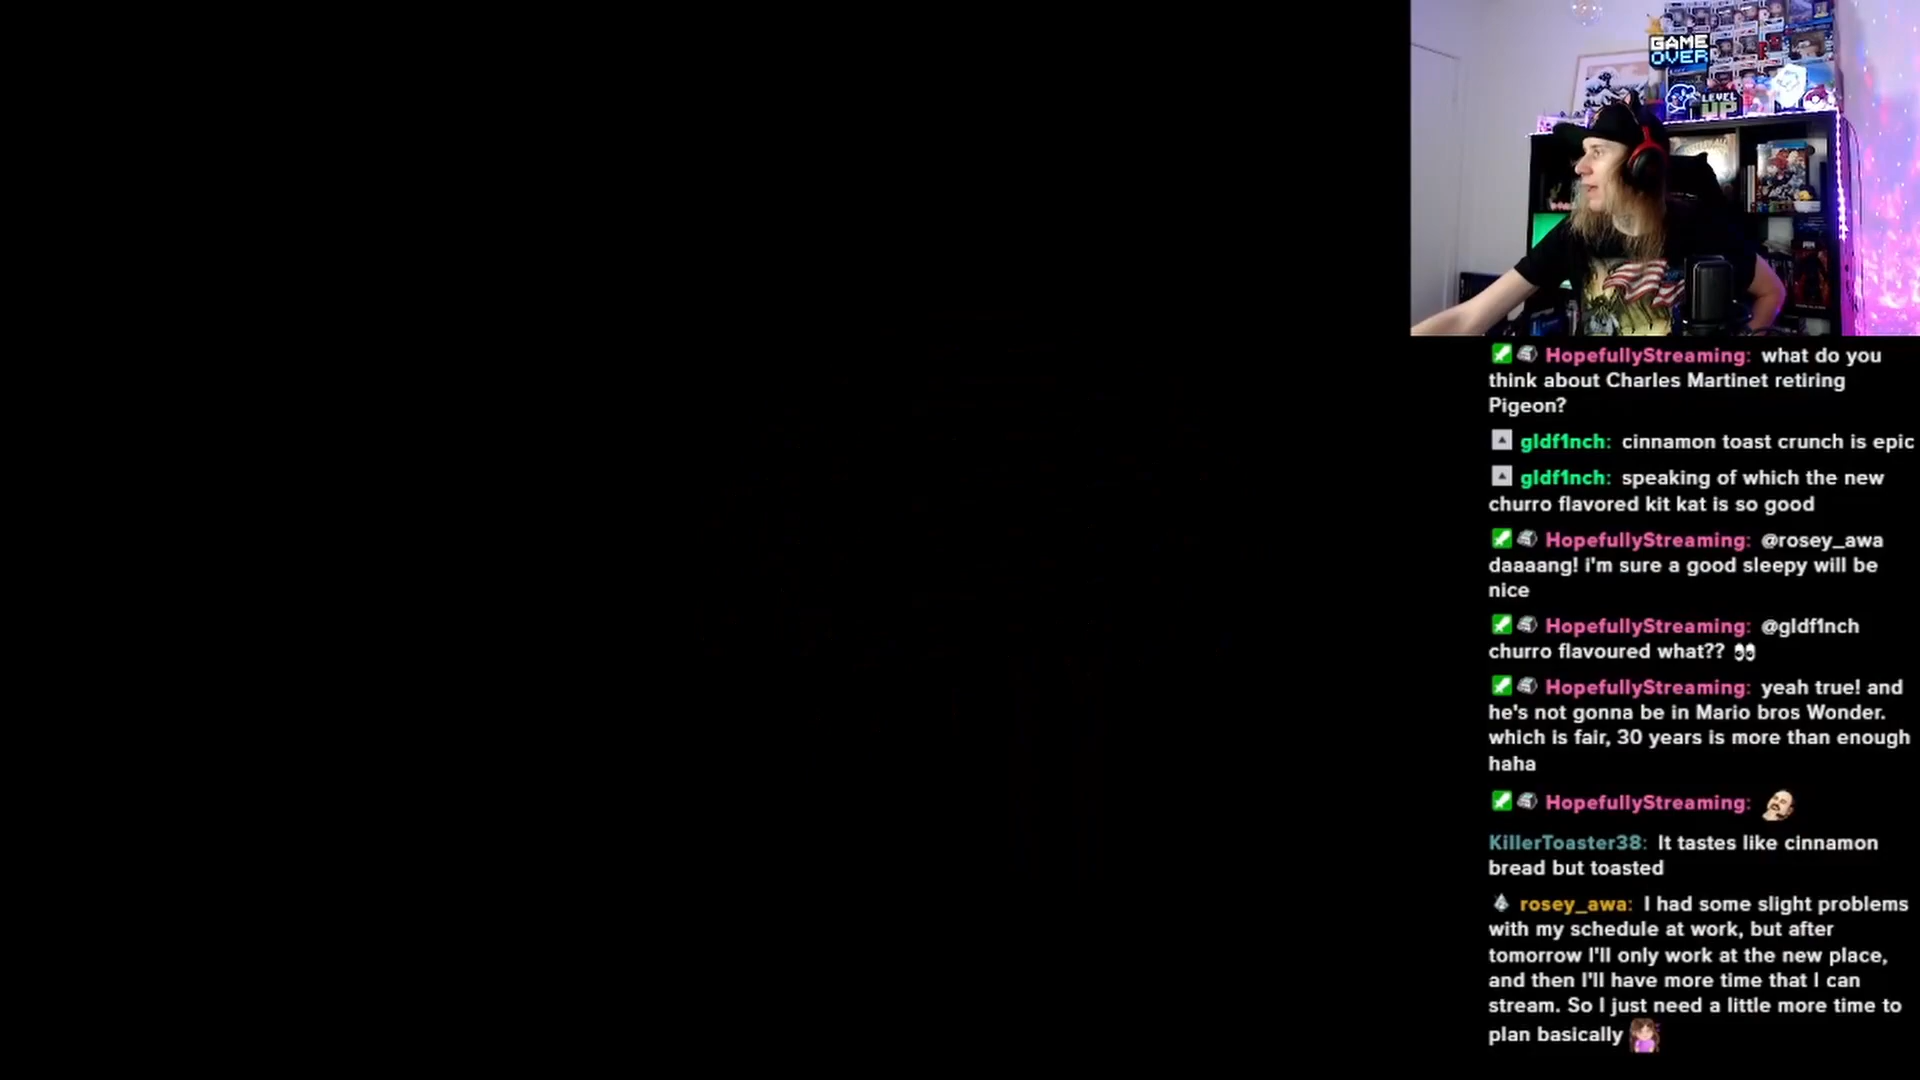 GAME
OVER
LEVEL
UP
HopefullyStreaming: what do you
think about Charles Martinet retiring
Pigeon?
gldf1nch: cinnamon toast crunch is epic
gldf1nch: speaking of which the new
churro flavored kit kat is so good
HopefullyStreaming: @rosey_awa
daaaang! i'm sure a good sleepy will be
nice
HopefullyStreaming: @gldf1nch
churro flavoured what?? 👀
HopefullyStreaming: yeah true! and
he's not gonna be in Mario bros Wonder.
which is fair, 30 years is more than enough
haha
HopefullyStreaming:
KillerToaster38: It tastes like cinnamon
bread but toasted
rosey_awa: I had some slight problems
with my schedule at work, but after
tomorrow I'll only work at the new place,
and then I'll have more time that I can
stream. So I just need a little more time to
plan basically